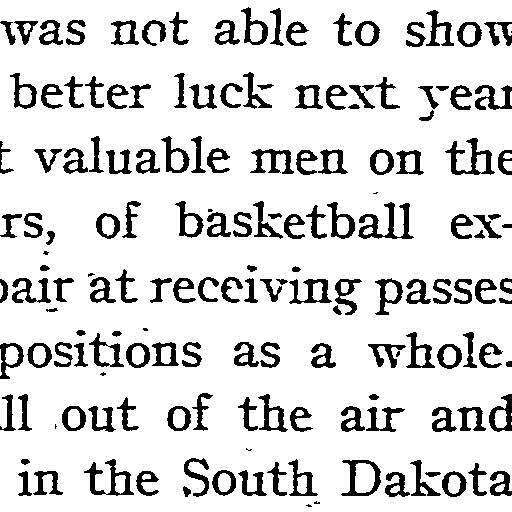 was not able to show
better luck next year
t valuable men on the
rs, of basketball ex-
pair at receiving passes
positions as a whole.
ll out of the air and
in the South Dakota